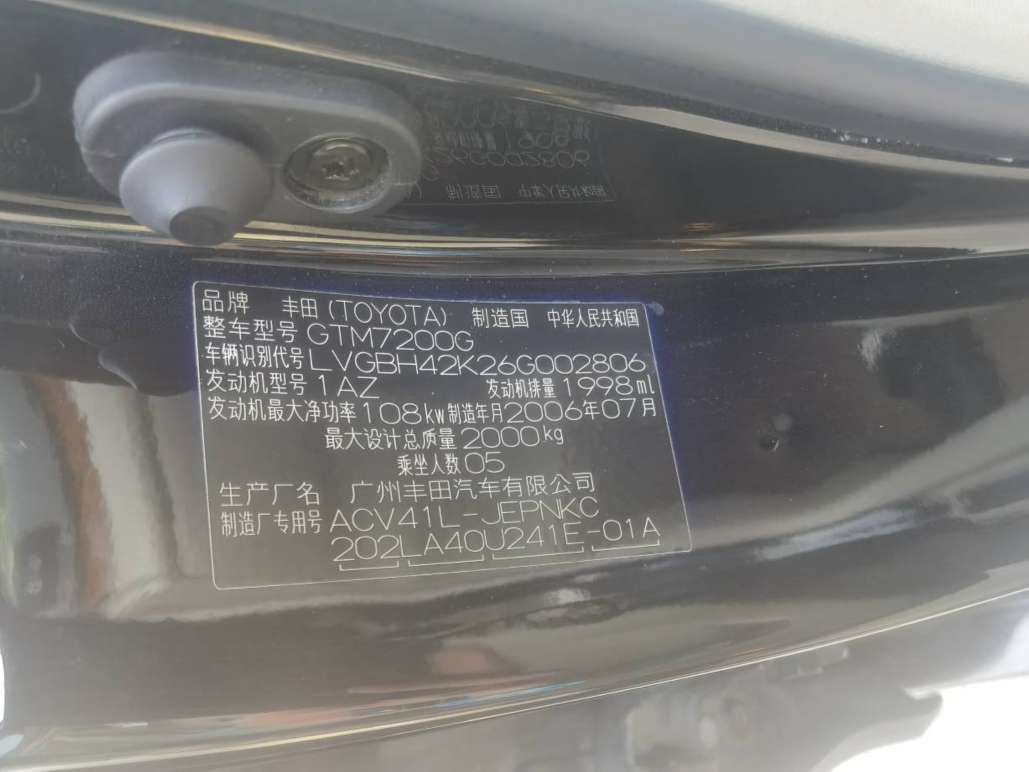 品牌 丰田(TOYOTA) 制造国 中华人民共和国
整车型号 GTM7200G
车辆识别代号 LVGBH42K26G002806
发动机型号 1AZ 发动机排量 1998ml
发动机最大净功率 108kw 制造年月 2006年07月
最大设计总质量 2000kg
乘坐人数 05
生产厂名 广州丰田汽车有限公司
制造厂专用号 ACV41L-JEPNKC
202LA40U241E-01A